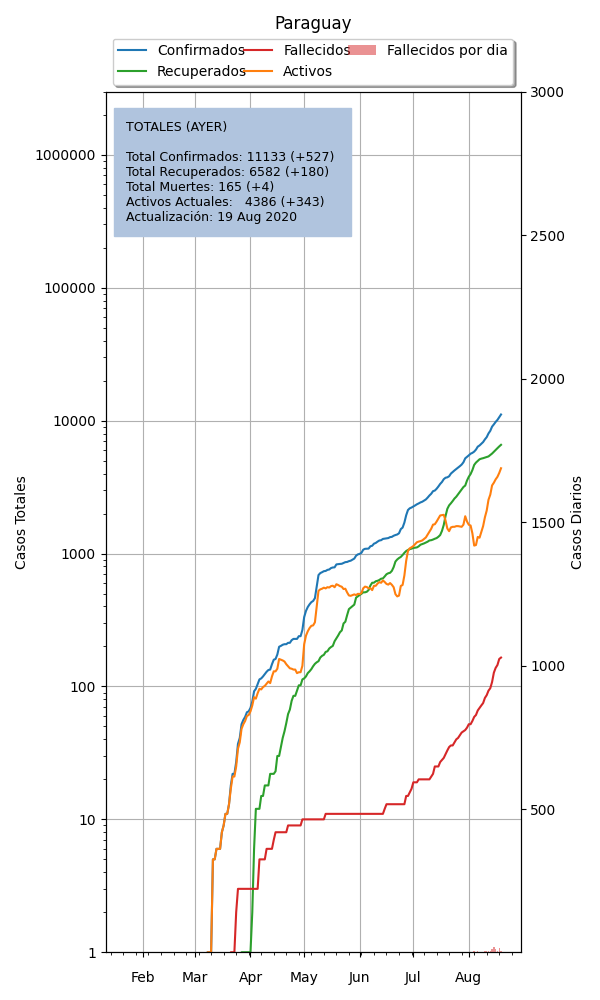 Paraguay
Confirmados Fallecidos Fallecidos por dia
Recuperados Activos
TOTALES (AYER)
Total Confirmados: 11133 (+527)
Total Recuperados: 6582 (+180)
Total Muertes: 165 (+4)
Activos Actuales:   4386 (+343)
Actualización: 19 Aug 2020
1000000
100000
10000
1000
100
10
1
Casos Totales
3000
2500
2000
1500
1000
500
Casos Diarios
Feb Mar Apr May Jun Jul Aug